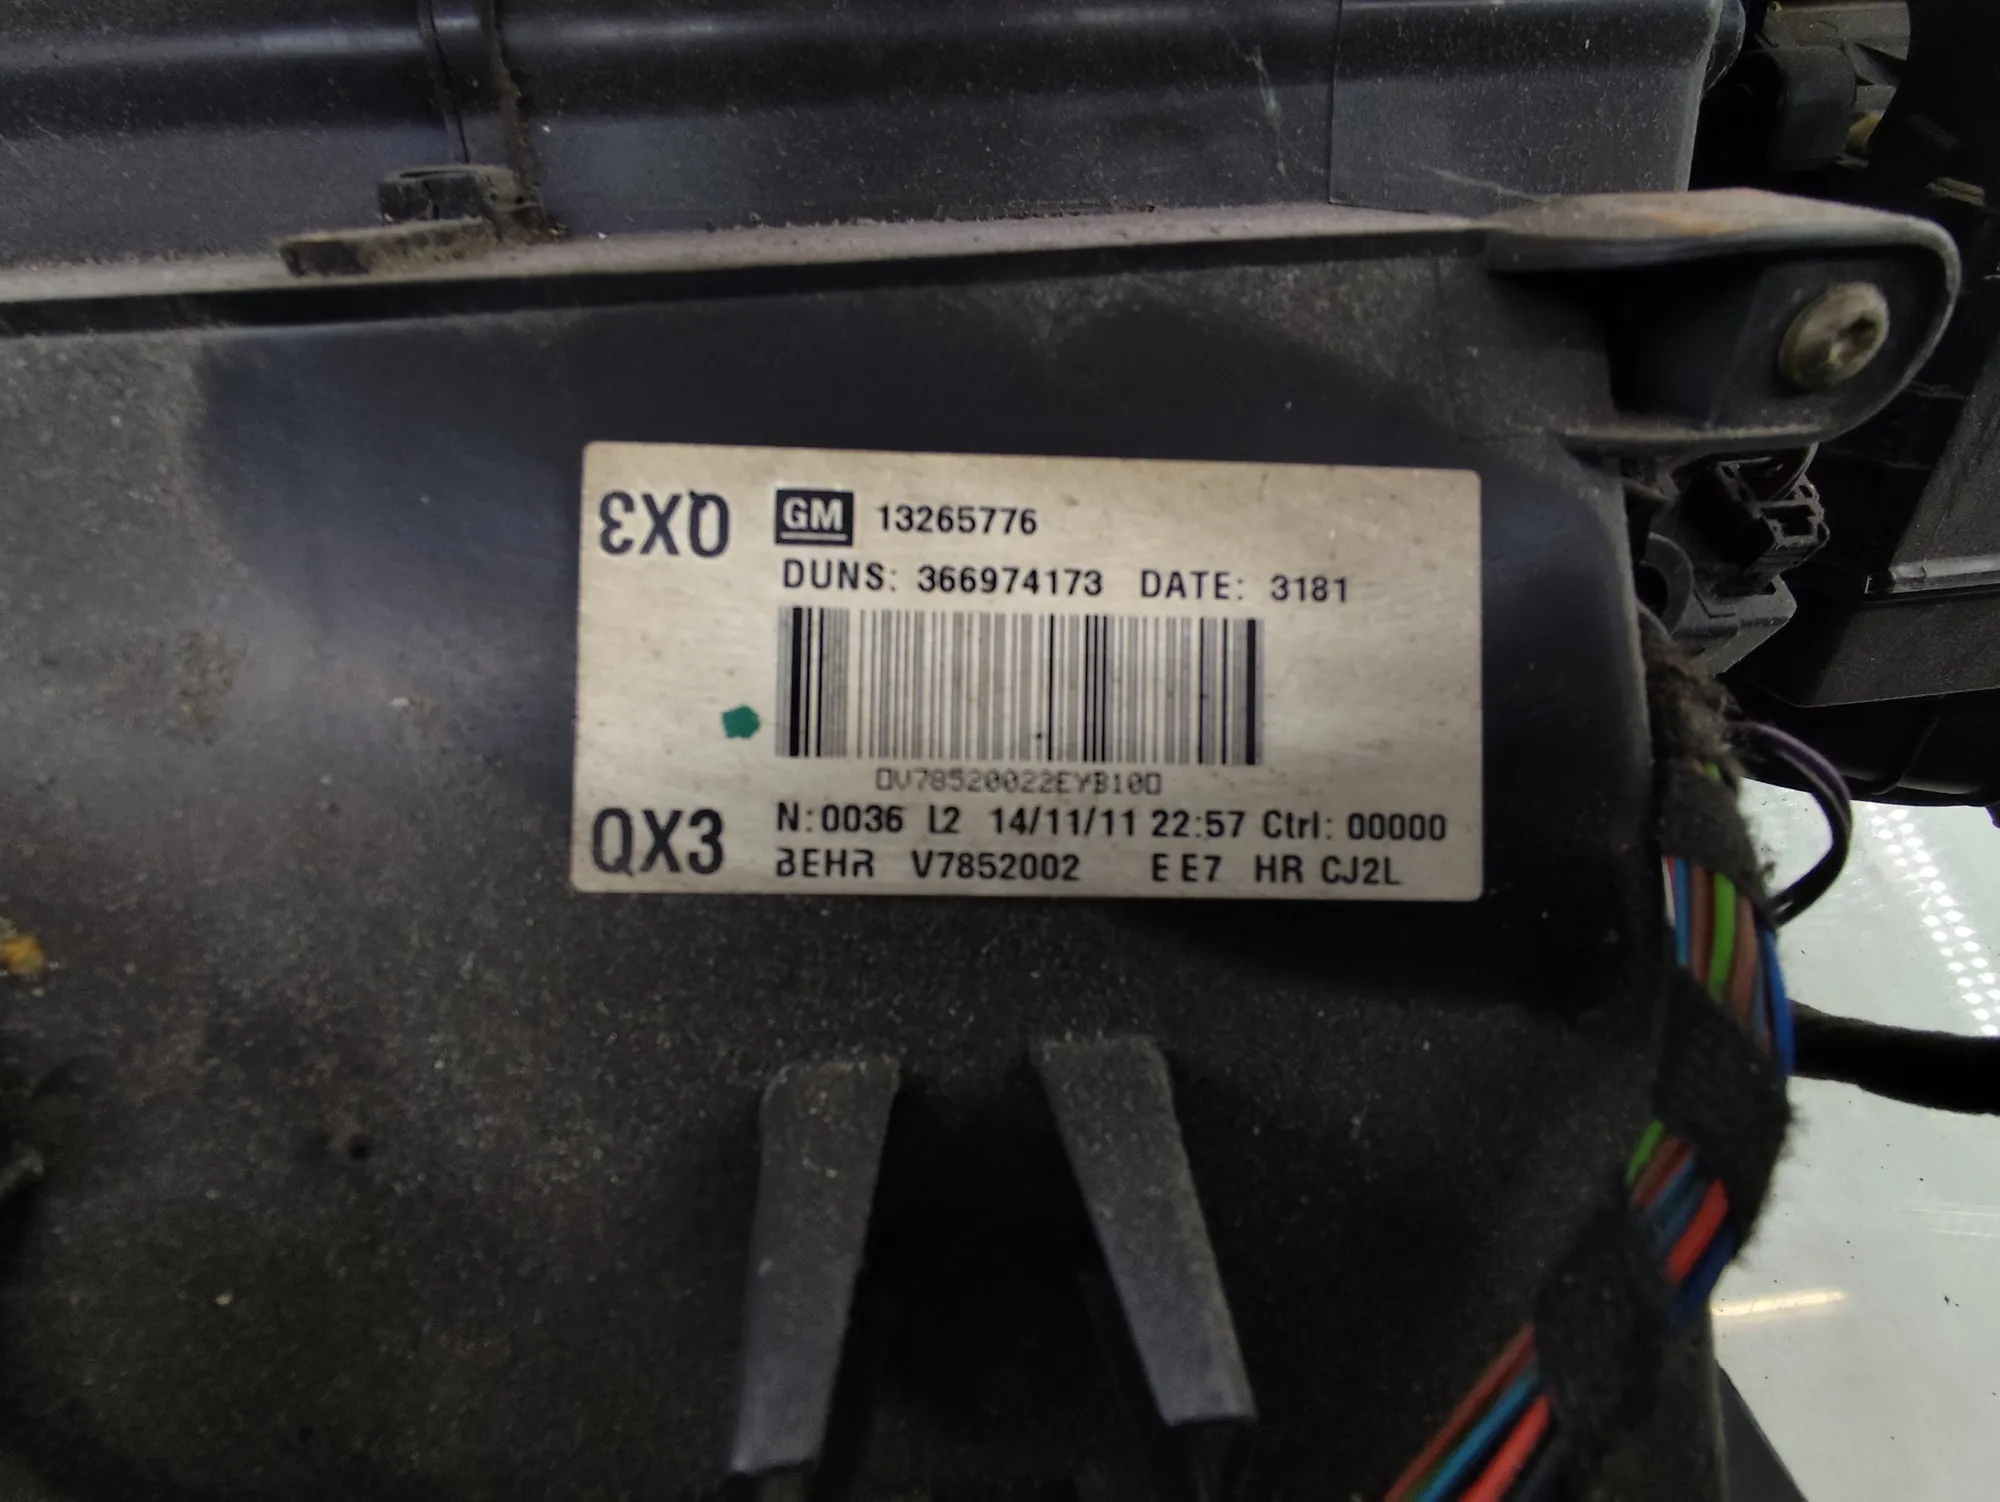 QX3
GM 13265776
DUNS: 366974173 DATE: 3181
0V78520022EYB100
QX3
N:0036 L2 14/11/11 22:57 Ctrl: 00000
BEHR V7852002 E E7 HR CJ2L